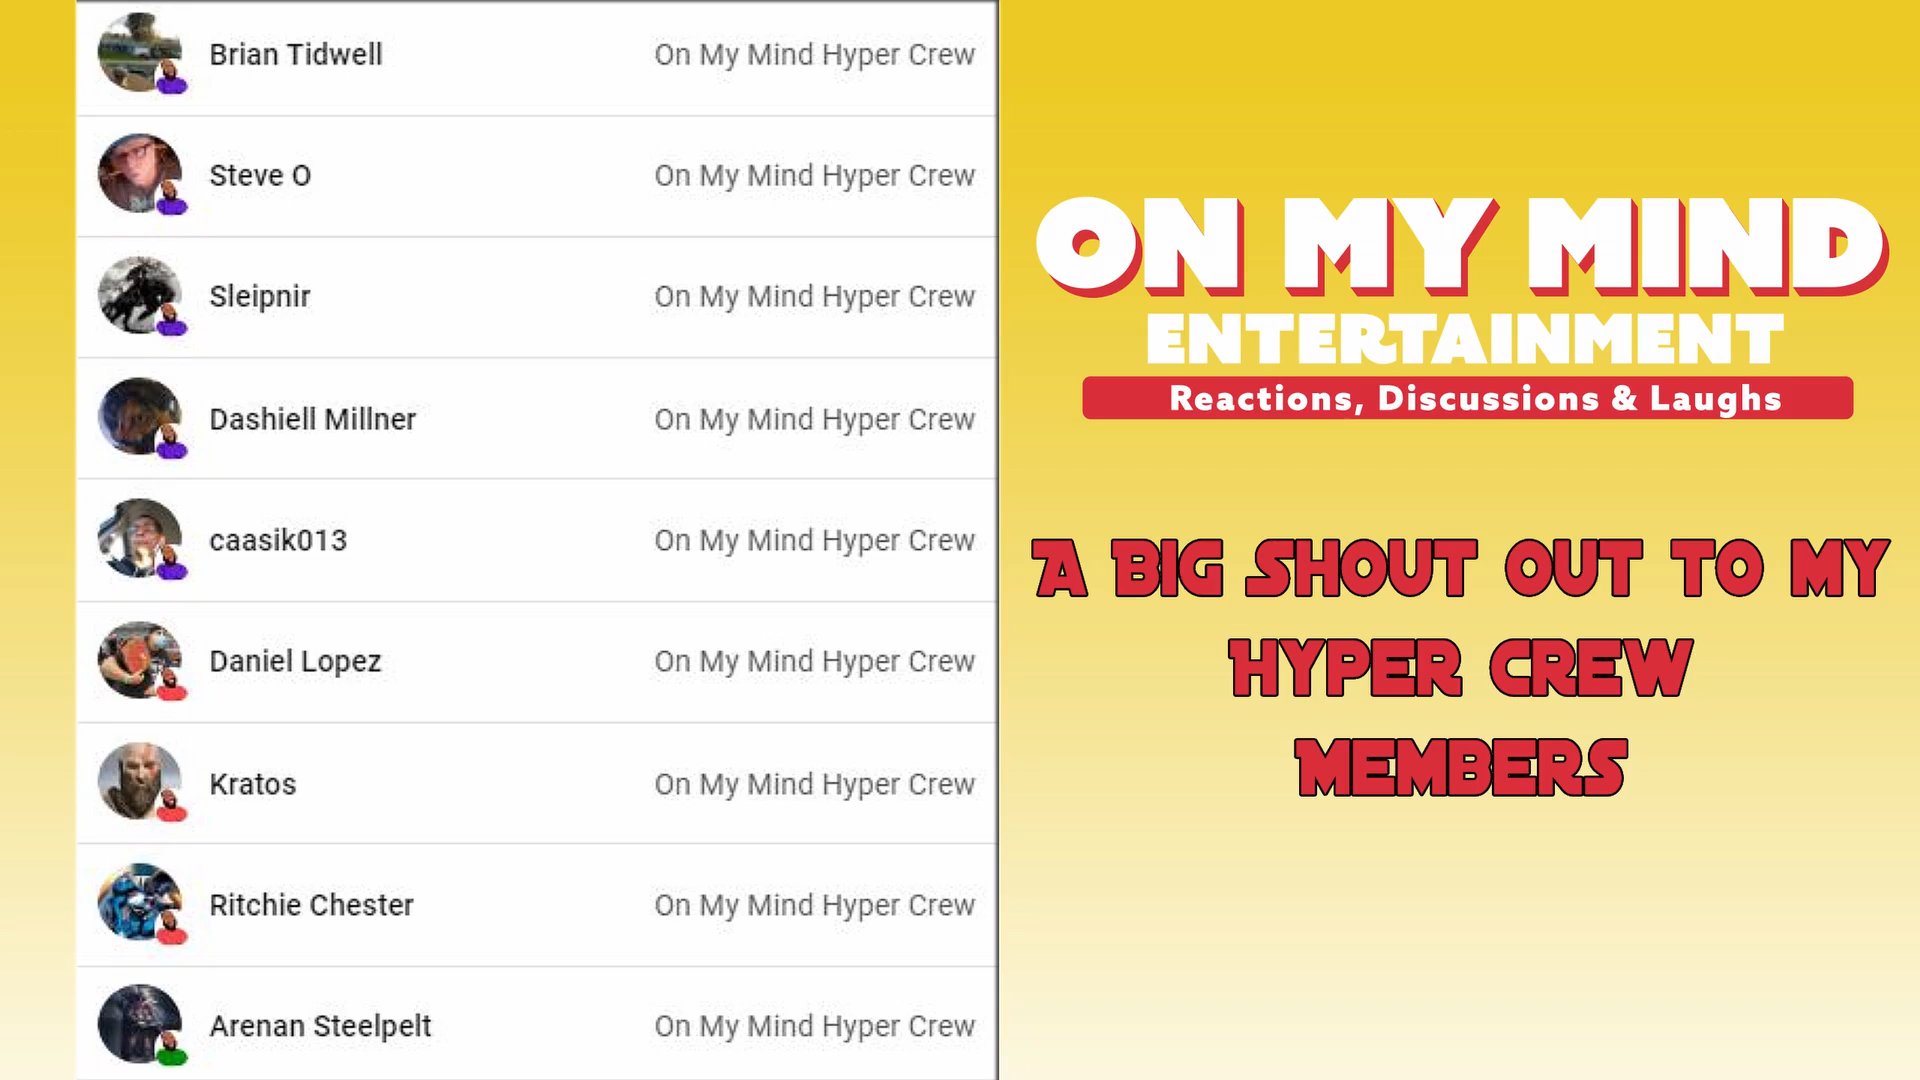 Brian Tidwell On My Mind Hyper Crew
Steve O On My Mind Hyper Crew
Sleipnir On My Mind Hyper Crew
Dashiell Millner On My Mind Hyper Crew
caasik013 On My Mind Hyper Crew
Daniel Lopez On My Mind Hyper Crew
Kratos On My Mind Hyper Crew
Ritchie Chester On My Mind Hyper Crew
Arenan Steelpelt On My Mind Hyper Crew
ON MY MIND
ENTERTAINMENT
Reactions, Discussions & Laughs
A BIG SHOUT OUT TO MY
HYPER CREW
MEMBERS